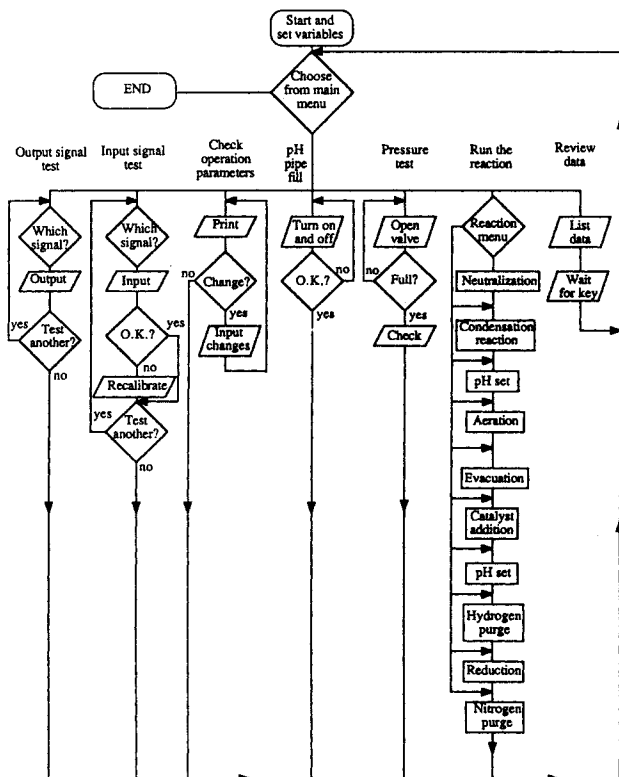 Start and
set variables
END
Choose
from main
menu
Output signal
test
Input signal
test
Check
operation
parameters
pH
pipe
fill
Pressure
test
Run the
reaction
Review
data
Which
signal?
Output
yes
Test
another?
no
Which
signal?
Input
O.K.?
yes
no
Recalibrate
yes
Test
another?
no
Print
no
Change?
yes
Input
changes
Turn on
and off
O.K.?
no
yes
Open
valve
no
Full?
yes
Check
Reaction
menu
Neutralization
Condensation
reaction
pH set
Aeration
Evacuation
Catalyst
addition
pH set
Hydrogen
purge
Reduction
Nitrogen
purge
List
data
Wait
for key